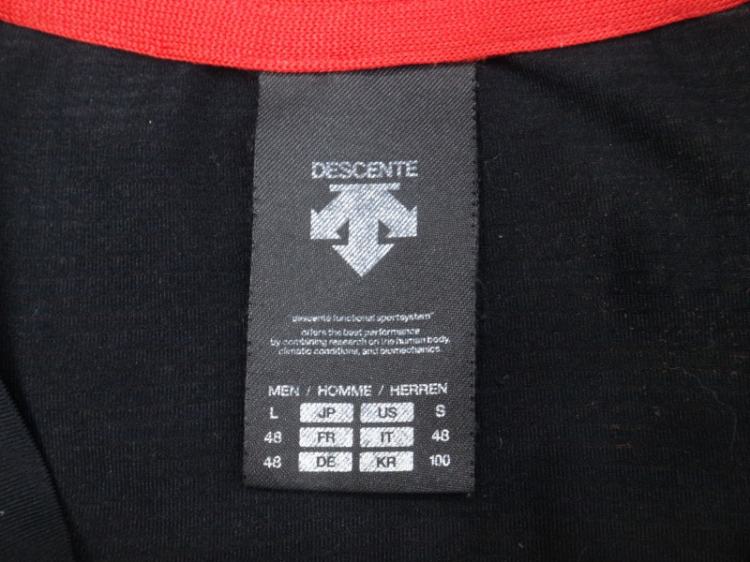 DESCENTE
"descente functional sportsystem"
offers the best performance
by combining research on the human body,
climatic conditions, and biomechanics.
MEN / HOMME / HERREN
L JP US S
48 FR IT 48
48 DE KR 100